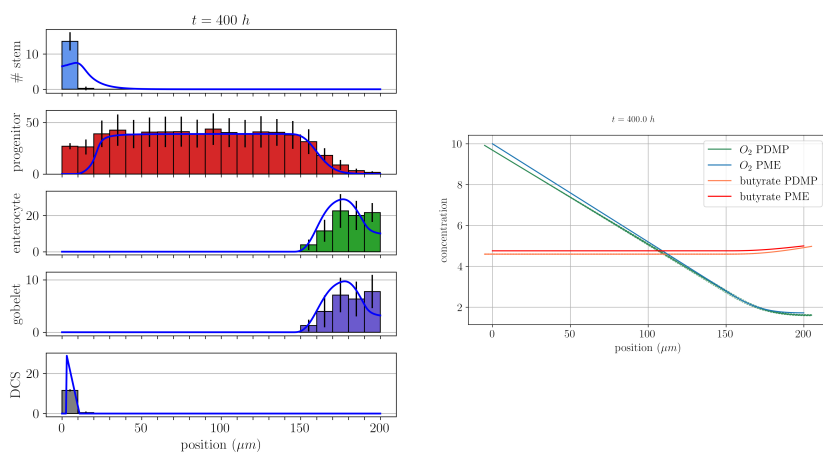 t = 400 h
# stem
10
0
progenitor
50
0
enterocyte
20
0
gobelet
10
0
DCS
20
0
0 50 100 150 200
position (μm)
t = 400.0 h
concentration
10
8
6
4
2
O₂ PDMP
O₂ PME
butyrate PDMP
butyrate PME
0 50 100 150 200
position (μm)